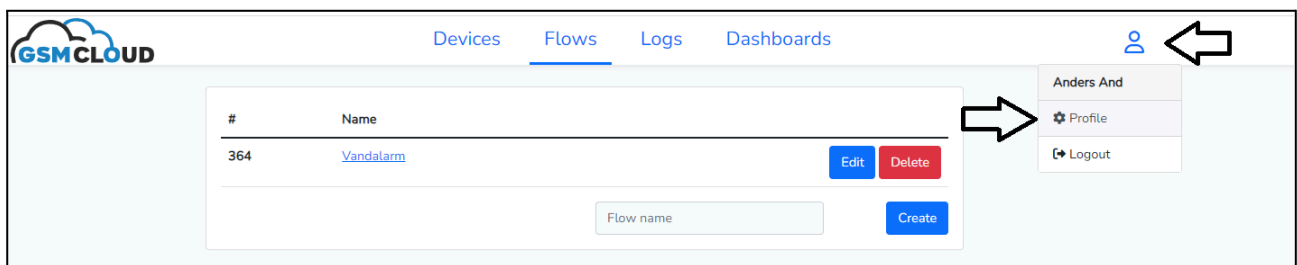 GSMCLOUD Devices Flows Logs Dashboards
Anders And
# Name Profile
364 Vandalarm Edit Delete Logout
Flow name Create